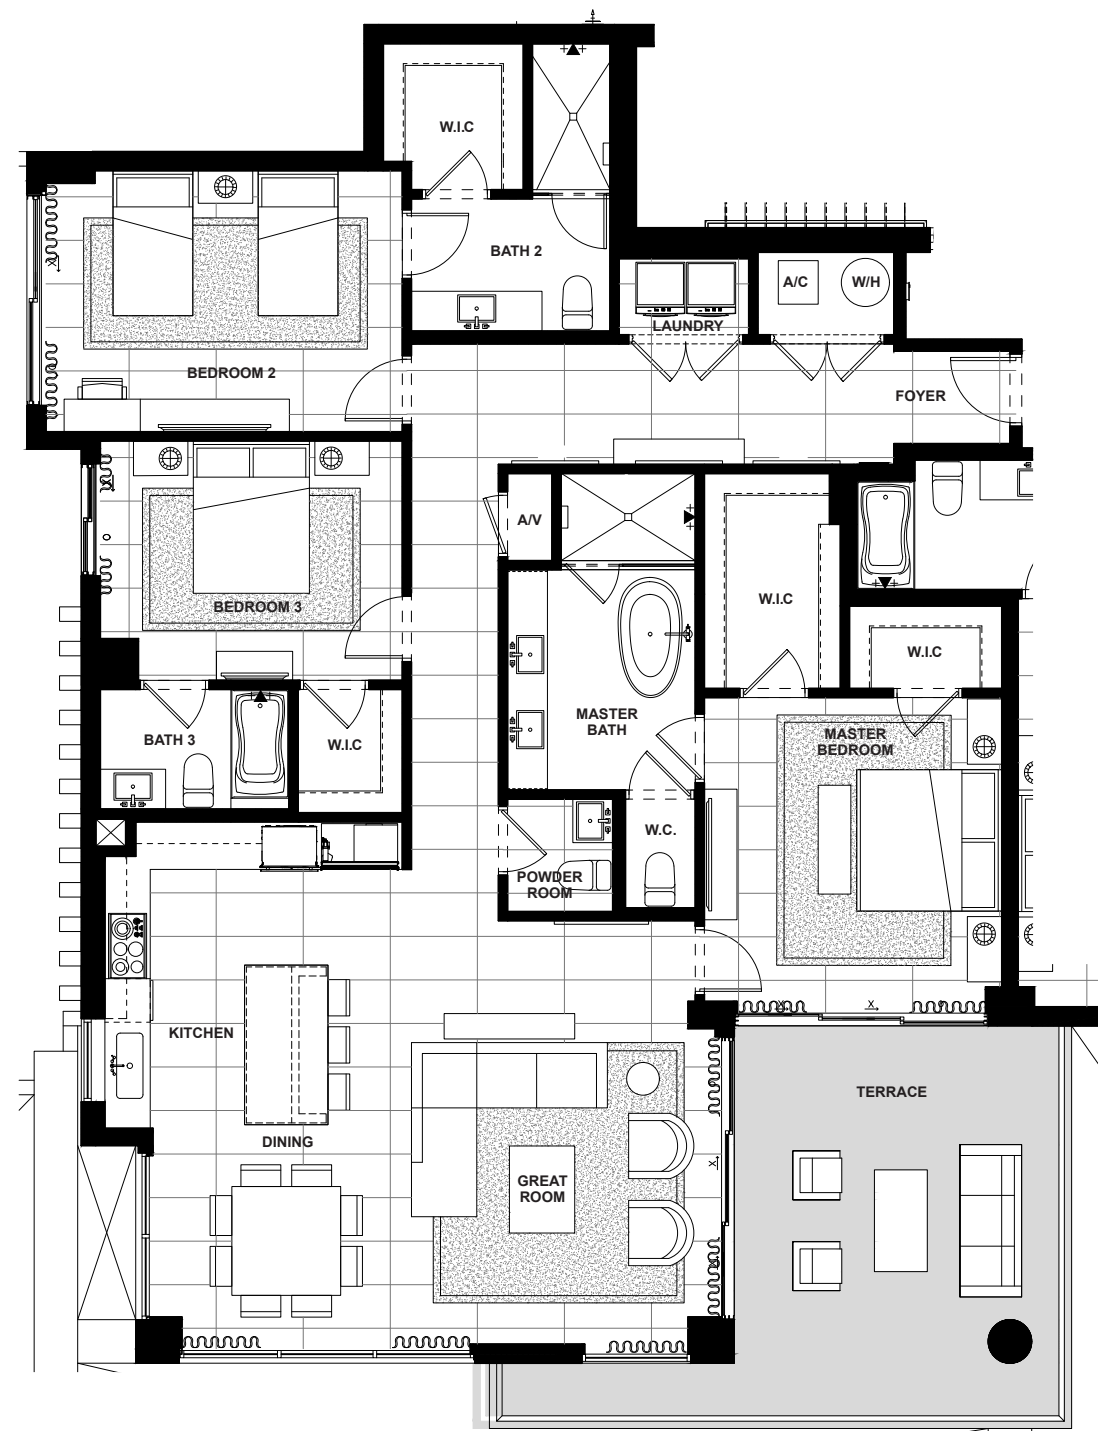 W.I.C
BATH 2
A/C
W/H
LAUNDRY
BEDROOM 2
FOYER
A/V
BEDROOM 3
W.I.C
W.I.C
MASTER
BATH
MASTER
BEDROOM
BATH 3
W.I.C
W.C.
POWDER
ROOM
KITCHEN
TERRACE
DINING
GREAT
ROOM